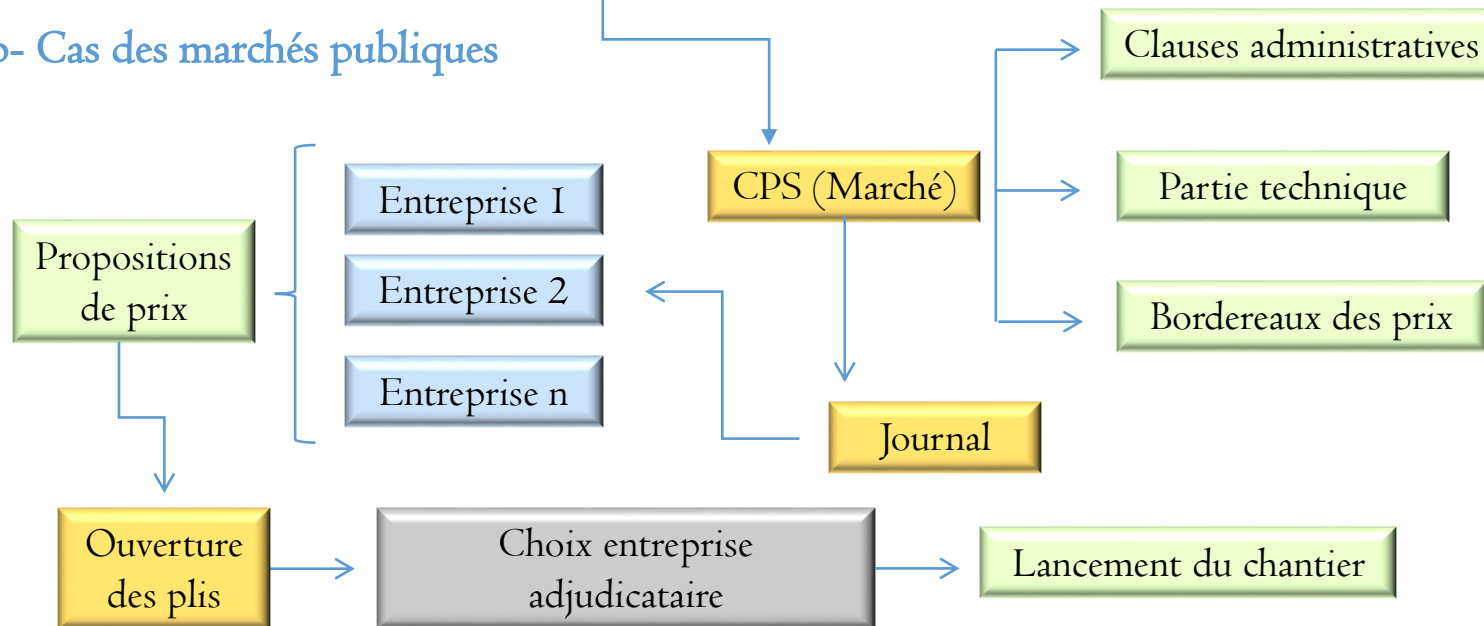 b- Cas des marchés publiques
Clauses administratives
CPS (Marché)
Partie technique
Bordereaux des prix
Journal
Entreprise 1
Entreprise 2
Entreprise n
Propositions
de prix
Ouverture
des plis
Choix entreprise
adjudicataire
Lancement du chantier